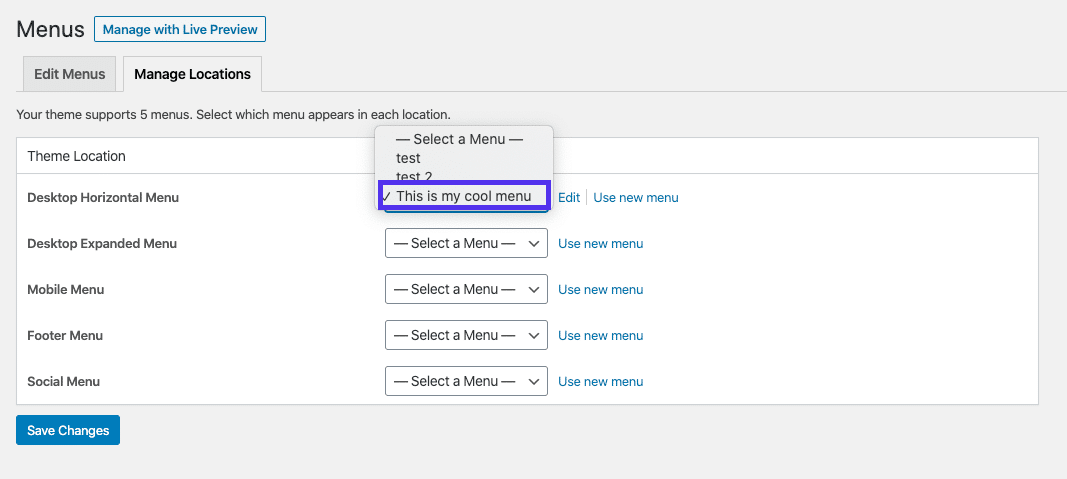 Menus Manage with Live Preview
Edit Menus Manage Locations
Your theme supports 5 menus. Select which menu appears in each location.
— Select a Menu —
Theme Location
test
test 2
Desktop Horizontal Menu ✓ This is my cool menu Edit Use new menu
Desktop Expanded Menu — Select a Menu — Use new menu
Mobile Menu — Select a Menu — Use new menu
Footer Menu — Select a Menu — Use new menu
Social Menu — Select a Menu — Use new menu
Save Changes